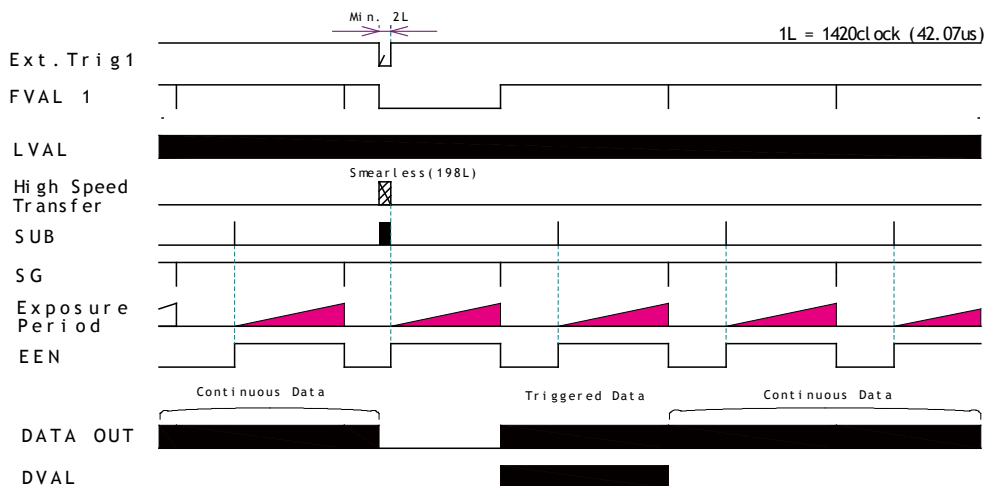 Min. 2L
1L = 1420clock (42.07us)
Ext.Trig1
FVAL 1
LVAL
Smearless(198L)
High Speed
Transfer
SUB
SG
Exposure
Period
EEN
Continuous Data
Triggered Data
Continuous Data
DATA OUT
DVAL